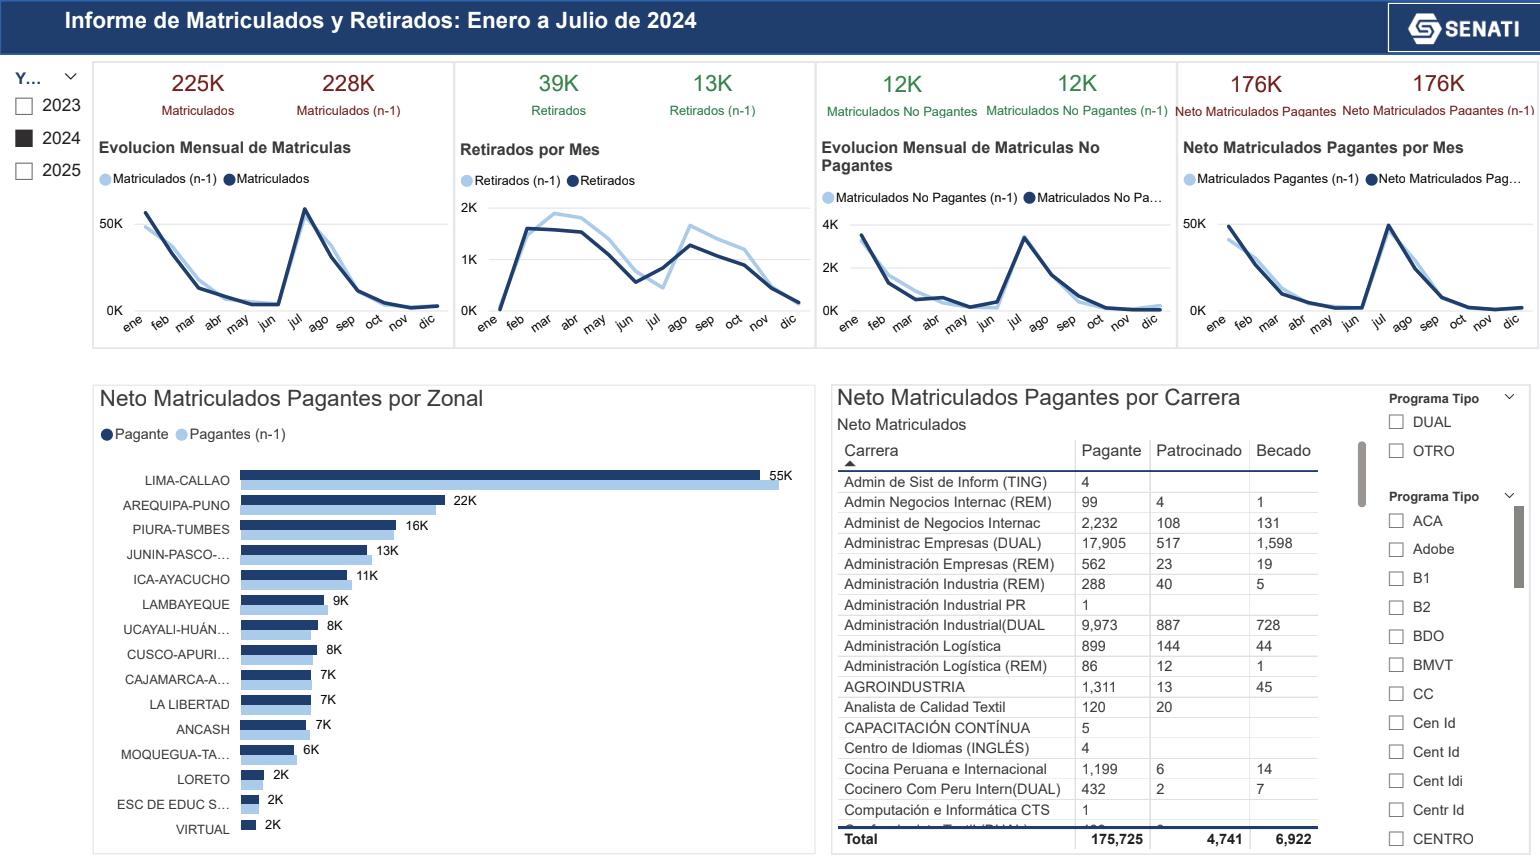 Informe de Matriculados y Retirados: Enero a Julio de 2024
SENATI
Y...
2023
2024
2025
225K
Matriculados
228K
Matriculados (n-1)
Evolucion Mensual de Matriculas
Matriculados (n-1) Matriculados
50K
0K
ene feb mar abr may jun jul ago sep oct nov dic
39K
Retirados
13K
Retirados (n-1)
Retirados por Mes
Retirados (n-1) Retirados
2K
1K
0K
ene feb mar abr may jun jul ago sep oct nov dic
12K
Matriculados No Pagantes
12K
Matriculados No Pagantes (n-1)
Evolucion Mensual de Matriculas No
Pagantes
Matriculados No Pagantes (n-1) Matriculados No Pa...
4K
2K
0K
ene feb mar abr may jun jul ago sep oct nov dic
176K
Neto Matriculados Pagantes
176K
Neto Matriculados Pagantes (n-1)
Neto Matriculados Pagantes por Mes
Matriculados Pagantes (n-1) Neto Matriculados Pag...
50K
0K
ene feb mar abr may jun jul ago sep oct nov dic
Neto Matriculados Pagantes por Zonal
Pagante Pagantes (n-1)
LIMA-CALLAO 55K
AREQUIPA-PUNO 22K
PIURA-TUMBES 16K
JUNIN-PASCO-... 13K
ICA-AYACUCHO 11K
LAMBAYEQUE 9K
UCAYALI-HUÁN... 8K
CUSCO-APURI... 8K
CAJAMARCA-A... 7K
LA LIBERTAD 7K
ANCASH 7K
MOQUEGUA-TA... 6K
LORETO 2K
ESC DE EDUC S... 2K
VIRTUAL 2K
Neto Matriculados Pagantes por Carrera
Neto Matriculados
Carrera Pagante Patrocinado Becado
Admin de Sist de Inform (TING) 4
Admin Negocios Internac (REM) 99 4 1
Administ de Negocios Internac 2,232 108 131
Administrac Empresas (DUAL) 17,905 517 1,598
Administración Empresas (REM) 562 23 19
Administración Industria (REM) 288 40 5
Administración Industrial PR 1
Administración Industrial(DUAL 9,973 887 728
Administración Logística 899 144 44
Administración Logística (REM) 86 12 1
AGROINDUSTRIA 1,311 13 45
Analista de Calidad Textil 120 20
CAPACITACIÓN CONTÍNUA 5
Centro de Idiomas (INGLÉS) 4
Cocina Peruana e Internacional 1,199 6 14
Cocinero Com Peru Intern(DUAL) 432 2 7
Computación e Informática CTS 1
Total 175,725 4,741 6,922
Programa Tipo
DUAL
OTRO
Programa Tipo
ACA
Adobe
B1
B2
BDO
BMVT
CC
Cen Id
Cent Id
Cent Idi
Centr Id
CENTRO